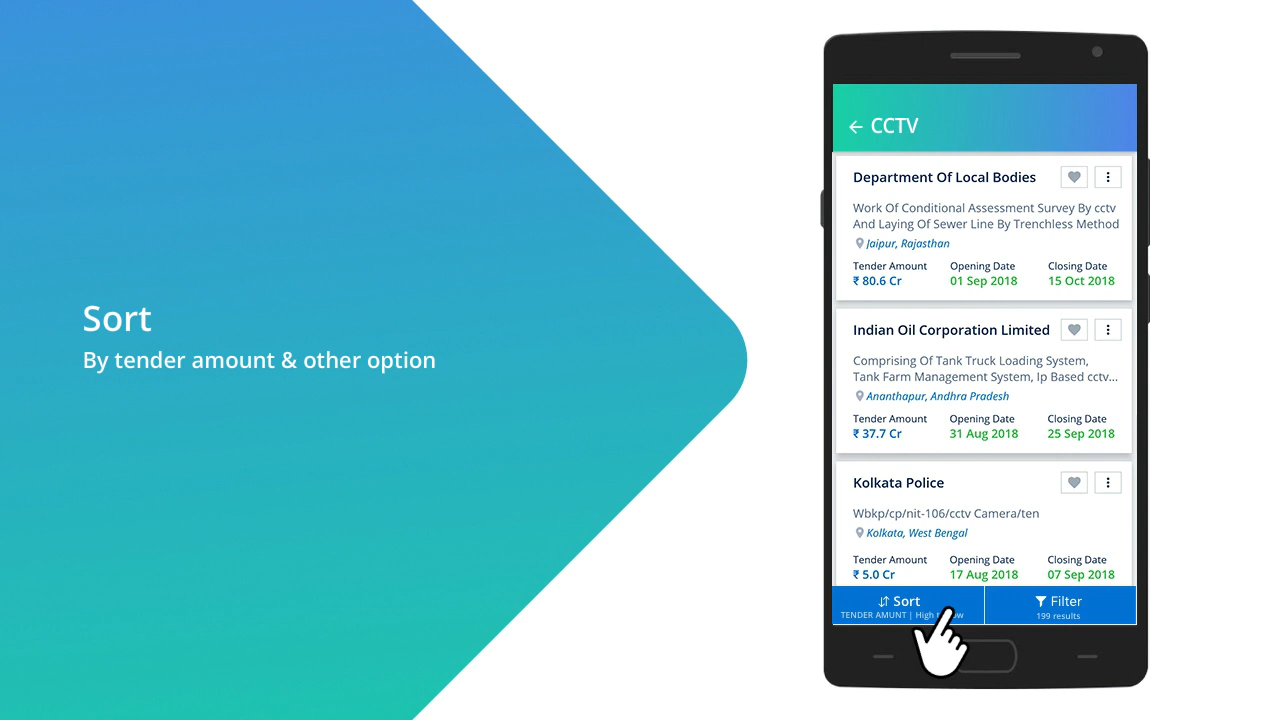 Sort
By tender amount & other option
CCTV
Department Of Local Bodies
Work Of Conditional Assessment Survey By cctv
And Laying Of Sewer Line By Trenchless Method
Jaipur, Rajasthan
Tender Amount Opening Date Closing Date
₹ 80.6 Cr 01 Sep 2018 15 Oct 2018
Indian Oil Corporation Limited
Comprising Of Tank Truck Loading System,
Tank Farm Management System, Ip Based cctv...
Ananthapur, Andhra Pradesh
Tender Amount Opening Date Closing Date
₹ 37.7 Cr 31 Aug 2018 25 Sep 2018
Kolkata Police
Wbkp/cp/nit-106/cctv Camera/ten
Kolkata, West Bengal
Tender Amount Opening Date Closing Date
₹ 5.0 Cr 17 Aug 2018 07 Sep 2018
Sort Filter
TENDER AMUNT | High 199 results